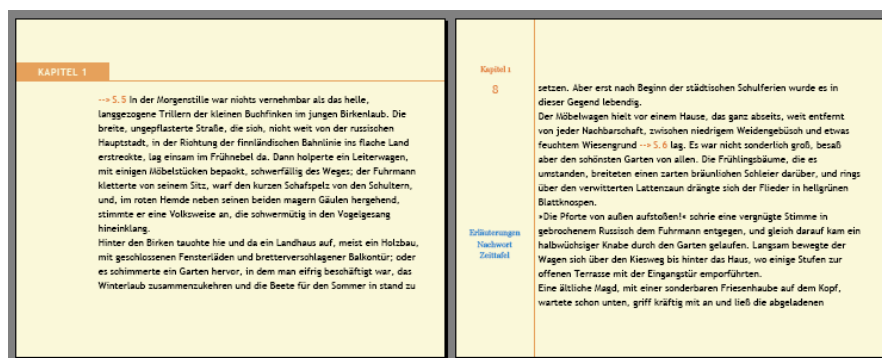 KAPITEL 1
--> S. 5 In der Morgenstille war nichts vernehmbar als das helle,
langgezogene Trillern der kleinen Buchfinken im jungen Birkenlaub. Die
breite, ungepflasterte Straße, die sich, nicht weit von der russischen
Hauptstadt, in der Richtung der finnländischen Bahnlinie ins flache Land
erstreckte, lag einsam im Frühnebel da. Dann holperte ein Leiterwagen,
mit einigen Möbelstücken bepackt, schwerfällig des Weges; der Fuhrmann
kletterte von seinem Sitz, warf den kurzen Schafspelz von den Schultern,
und, im roten Hemde neben seinen beiden magern Gäulen hergehend,
stimmte er eine Volksweise an, die schwermütig in den Vogelgesang
hineinklang.
Hinter den Birken tauchte hie und da ein Landhaus auf, meist ein Holzbau,
mit geschlossenen Fensterläden und bretterverschlagener Balkontür; oder
es schimmerte ein Garten hervor, in dem man eifrig beschäftigt war, das
Winterlaub zusammenzukehren und die Beete für den Sommer in stand zu
Kapitel 1
8
setzen. Aber erst nach Beginn der städtischen Schulferien wurde es in
dieser Gegend lebendig.
Der Möbelwagen hielt vor einem Hause, das ganz abseits, weit entfernt
von jeder Nachbarschaft, zwischen niedrigem Weidengebüsch und etwas
feuchtem Wiesengrund --> S. 6 lag. Es war nicht sonderlich groß, besaß
aber den schönsten Garten von allen. Die Frühlingsbäume, die es
umstanden, breiteten einen zarten bräunlichen Schleier darüber, und rings
über den verwitterten Lattenzaun drängte sich der Flieder in hellgrünen
Blattknospen.
»Die Pforte von außen aufstoßen!« schrie eine vergnügte Stimme in
gebrochenem Russisch dem Fuhrmann entgegen, und gleich darauf kam ein
halbwüchsiger Knabe durch den Garten gelaufen. Langsam bewegte der
Wagen sich über den Kiesweg bis hinter das Haus, wo einige Stufen zur
offenen Terrasse mit der Eingangstür emporführten.
Eine ältliche Magd, mit einer sonderbaren Friesenhaube auf dem Kopf,
wartete schon unten, griff kräftig mit an und ließ die abgeladenen
Erläuterungen
Nachwort
Zeittafel